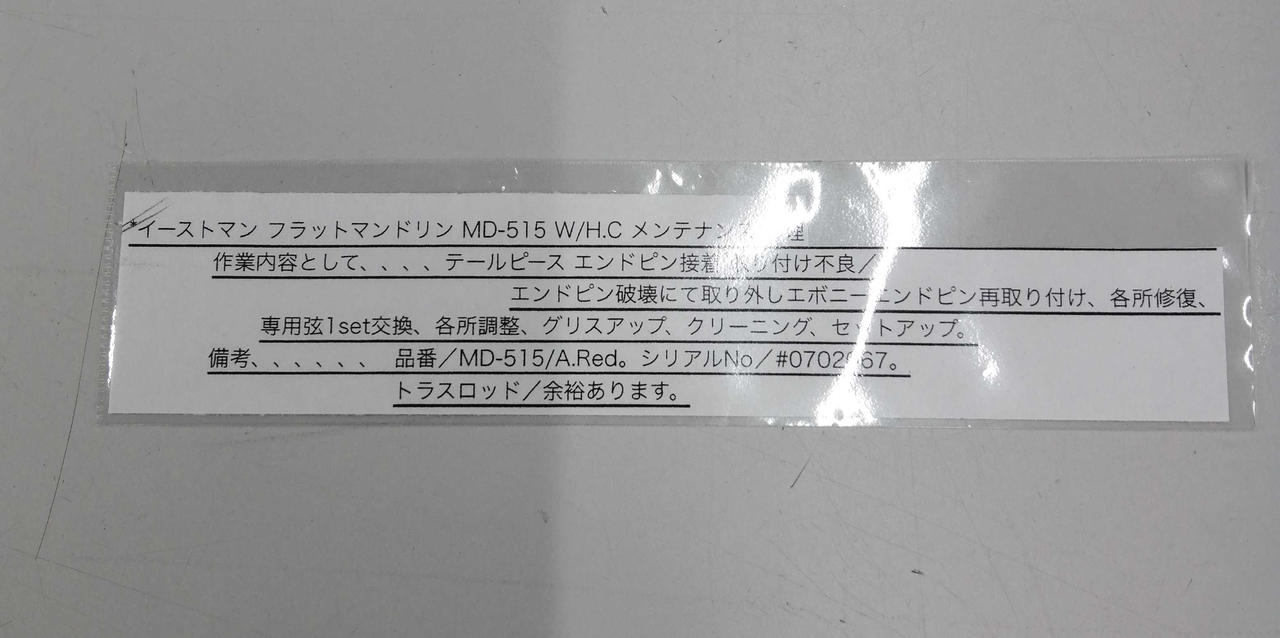 *イーストマン フラットマンドリン MD-515 W/H.C メンテナンス 理
作業内容として、、、、テールピース エンドピン接着 り付け不良／
エンドピン破壊にて取り外しエボニーエンドピン再取り付け、各所修復、
専用弦1set交換、各所調整、グリスアップ、クリーニング、セットアップ。
備考、、、、、、 品番／MD-515/A.Red。シリアルNo／
トラスロッド／余裕あります。